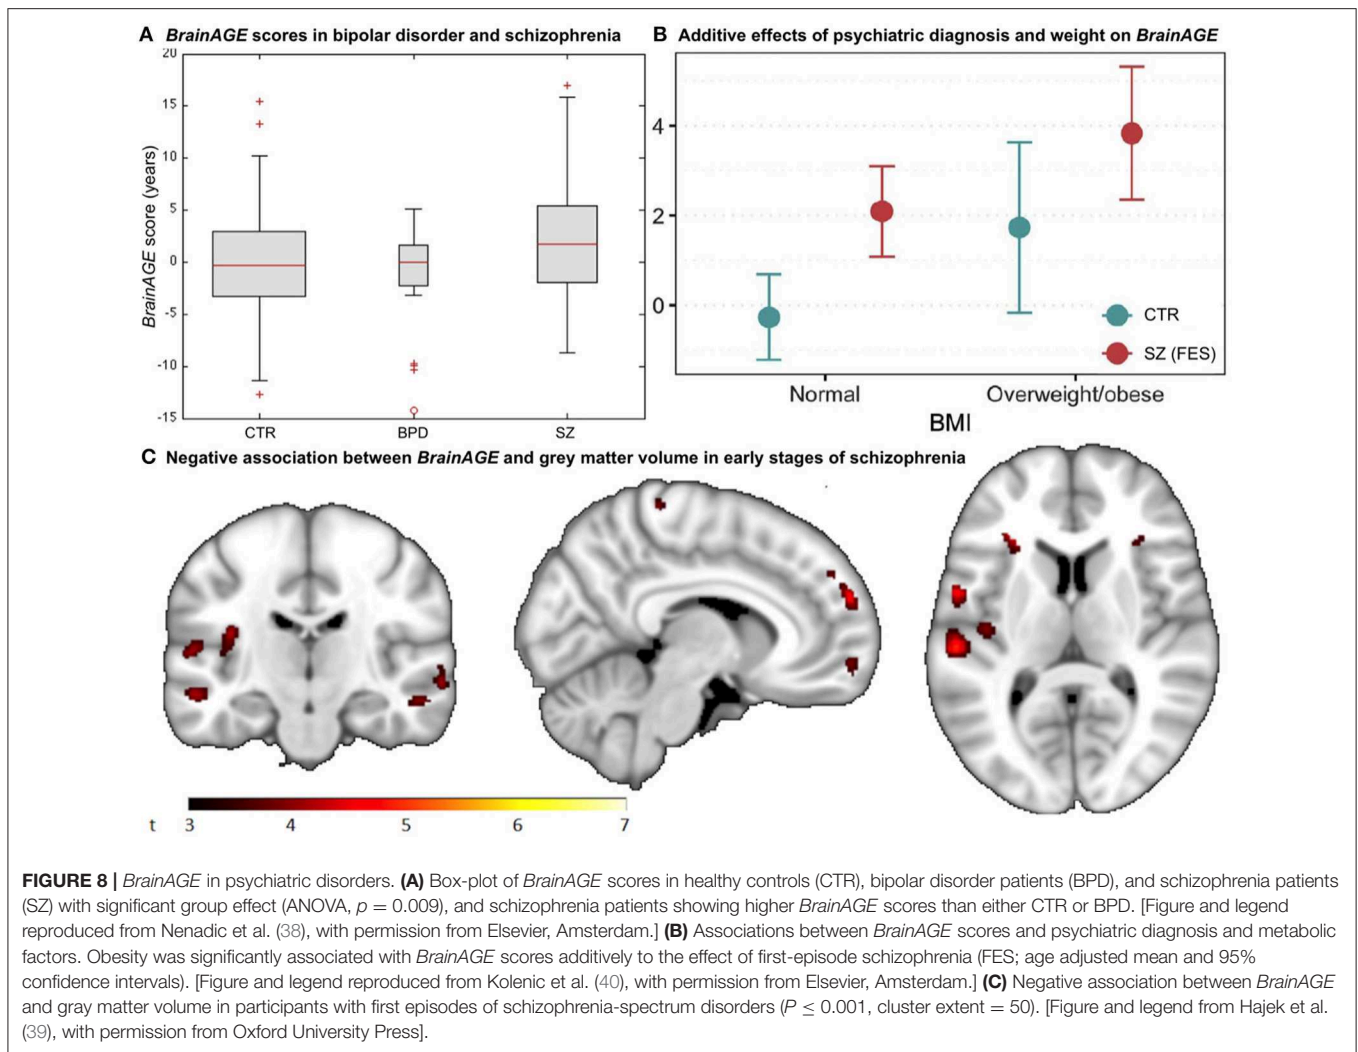 A BrainAGE scores in bipolar disorder and schizophrenia
20
15
10
5
0
-5
-10
-15
BrainAGE score (years)
CTR
BPD
SZ
B Additive effects of psychiatric diagnosis and weight on BrainAGE
4
2
0
CTR
SZ (FES)
Normal
Overweight/obese
BMI
C Negative association between BrainAGE and grey matter volume in early stages of schizophrenia
t 3 4 5 6 7
FIGURE 8 | BrainAGE in psychiatric disorders. (A) Box-plot of BrainAGE scores in healthy controls (CTR), bipolar disorder patients (BPD), and schizophrenia patients
(SZ) with significant group effect (ANOVA, p = 0.009), and schizophrenia patients showing higher BrainAGE scores than either CTR or BPD. [Figure and legend
reproduced from Nenadic et al. (38), with permission from Elsevier, Amsterdam.] (B) Associations between BrainAGE scores and psychiatric diagnosis and metabolic
factors. Obesity was significantly associated with BrainAGE scores additively to the effect of first-episode schizophrenia (FES; age adjusted mean and 95%
confidence intervals). [Figure and legend reproduced from Kolenic et al. (40), with permission from Elsevier, Amsterdam.] (C) Negative association between BrainAGE
and gray matter volume in participants with first episodes of schizophrenia-spectrum disorders (P ≤ 0.001, cluster extent = 50). [Figure and legend from Hajek et al.
(39), with permission from Oxford University Press].